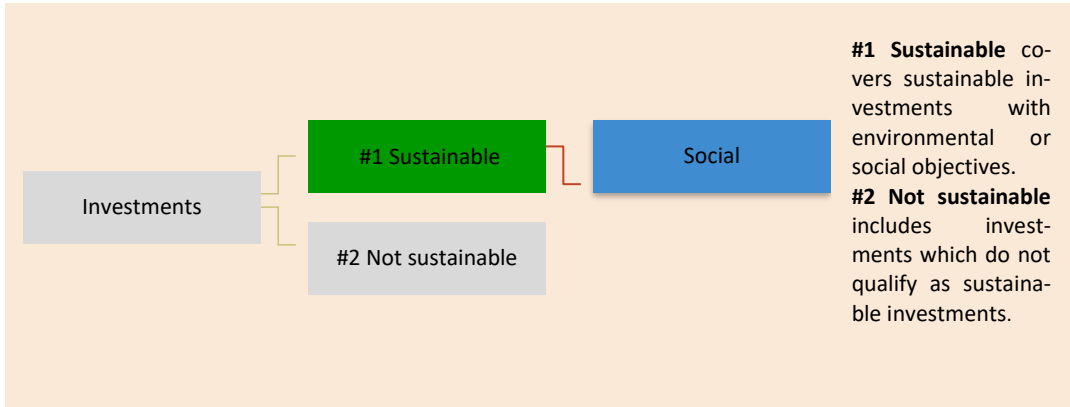 Investments
#1 Sustainable
Social
#2 Not sustainable
#1 Sustainable co-
vers sustainable in-
vestments with
environmental or
social objectives.
#2 Not sustainable
includes invest-
ments which do not
qualify as sustaina-
ble investments.